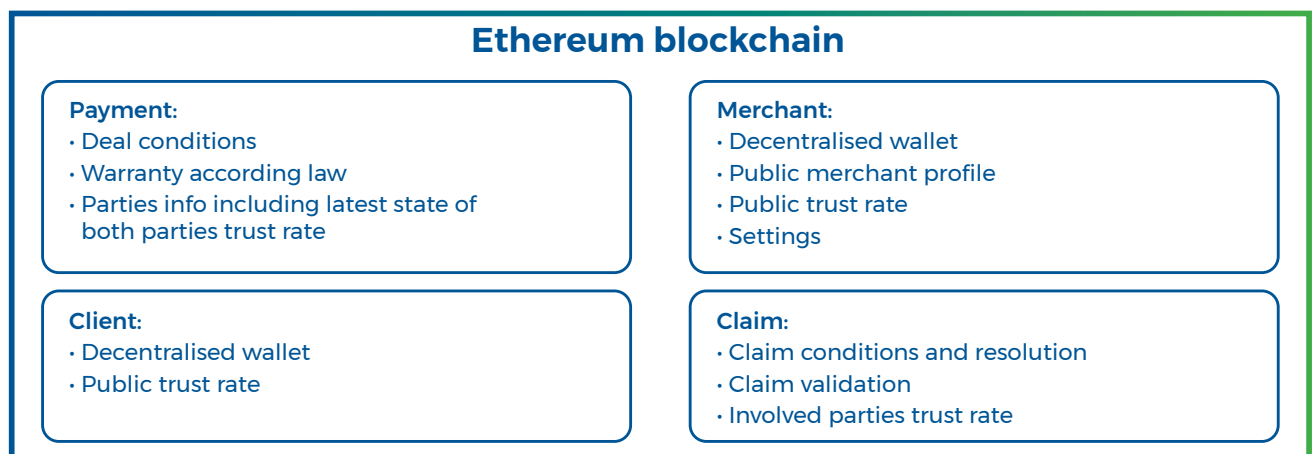 Ethereum blockchain
Payment:
· Deal conditions
· Warranty according law
· Parties info including latest state of
both parties trust rate
Merchant:
· Decentralised wallet
· Public merchant profile
· Public trust rate
· Settings
Client:
· Decentralised wallet
· Public trust rate
Claim:
· Claim conditions and resolution
· Claim validation
· Involved parties trust rate